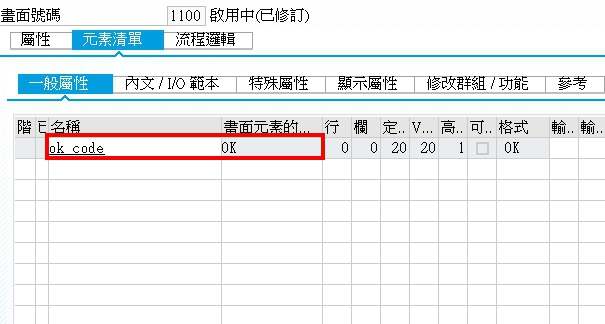 畫面號碼 1100 啟用中(已修訂)
屬性 元素清單 流程邏輯
一般屬性 內文 / I/O 範本 特殊屬性 顯示屬性 修改群組 / 功能 參考
階 名稱 畫面元素的... 行 欄 定.. V... 高.. 可.. 格式 輸.. 輸..
ok_code OK 0 0 20 20 1 OK